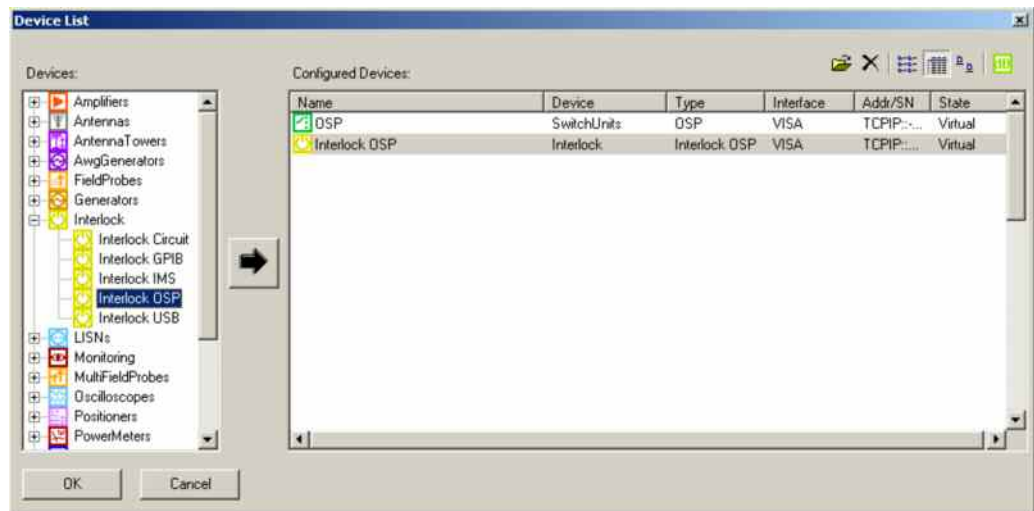 Device List
Devices:
Configured Devices:
Amplifiers
Antennas
AntennaTowers
AwgGenerators
FieldProbes
Generators
Interlock
Interlock Circuit
Interlock GPIB
Interlock IMS
Interlock OSP
Interlock USB
LISNs
Monitoring
MultiFieldProbes
Oscilloscopes
Positioners
PowerMeters
Name Device Type Interface Addr/SN State
OSP SwitchUnits OSP VISA TCPIP::-... Virtual
Interlock OSP Interlock Interlock OSP VISA TCPIP::... Virtual
OK Cancel